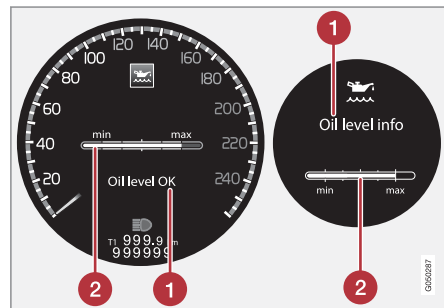 100 120 140
80 160
60 180
40 200
20 220
240
min max
Oil level OK
T1 999.9 m
999999
2 1
1
Oil level info
min max
2
G050287